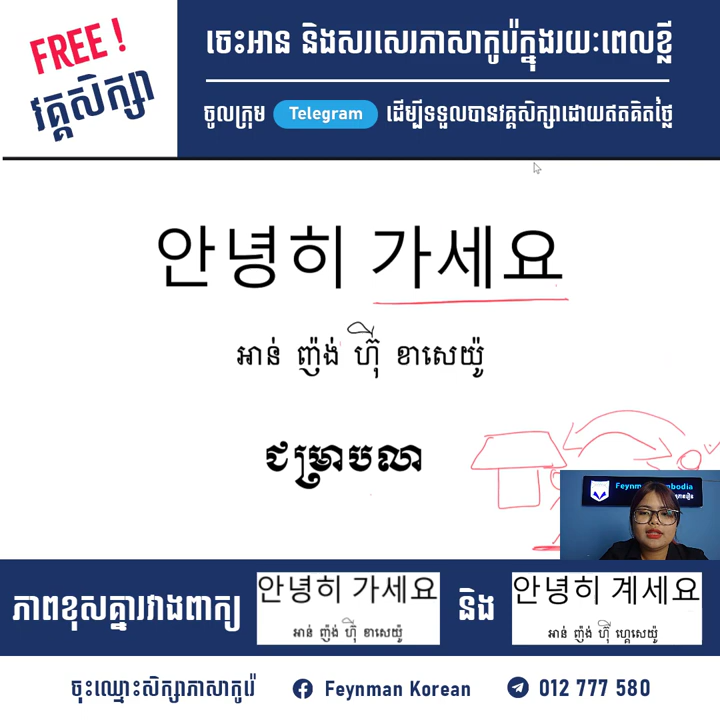 FREE !
វគ្គសិក្សា
ចេះអាន និងសរសេរភាសាកូរ៉េក្នុងរយៈពេលខ្លី
ចូលក្រុម Telegram ដើម្បីទទួលបានវគ្គសិក្សាដោយឥតគិតថ្លៃ
안녕히 가세요
អាន់ ញ៉ង់ ហ៊ី ខាសេយ៉ូ
ជម្រាបលា
Feynman Cambodia
ភាពខុសគ្នារវាងពាក្យ
안녕히 가세요
អាន់ ញ៉ង់ ហ៊ី ខាសេយ៉ូ
និង
안녕히 계세요
អាន់ ញ៉ង់ ហ៊ី ហ្គេសេយ៉ូ
ចុះឈ្មោះសិក្សាភាសាកូរ៉េ
Feynman Korean
012 777 580